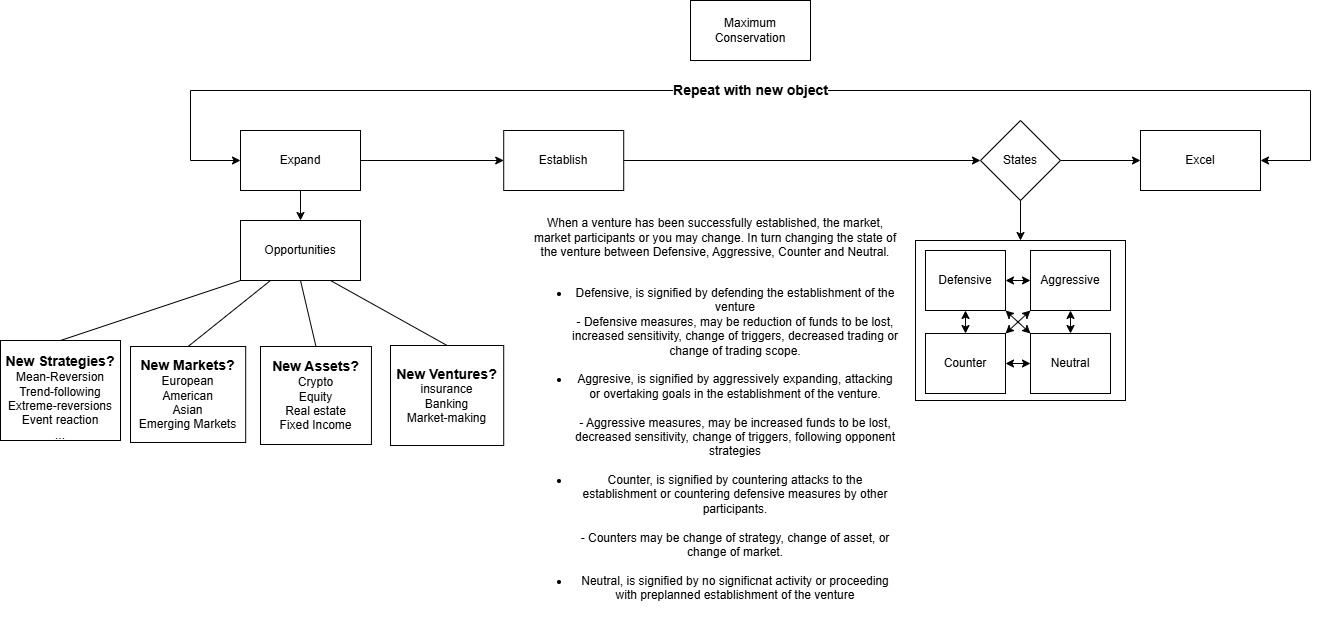 Maximum
Conservation
Repeat with new object
Expand
Establish
States
Excel
Opportunities
When a venture has been successfully established, the market,
market participants or you may change. In turn changing the state of
the venture between Defensive, Aggressive, Counter and Neutral.
Defensive
Aggressive
Counter
Neutral
• Defensive, is signified by defending the establishment of the
venture
- Defensive measures, may be reduction of funds to be lost,
increased sensitivity, change of triggers, decreased trading or
change of trading scope.
• Aggresive, is signified by aggressively expanding, attacking
or overtaking goals in the establishment of the venture.
- Aggressive measures, may be increased funds to be lost,
decreased sensitivity, change of triggers, following opponent
strategies
• Counter, is signified by countering attacks to the
establishment or countering defensive measures by other
participants.
- Counters may be change of strategy, change of asset, or
change of market.
• Neutral, is signified by no significnat activity or proceeding
with preplanned establishment of the venture
New Strategies?
Mean-Reversion
Trend-following
Extreme-reversions
Event reaction
...
New Markets?
European
American
Asian
Emerging Markets
New Assets?
Crypto
Equity
Real estate
Fixed Income
New Ventures?
insurance
Banking
Market-making